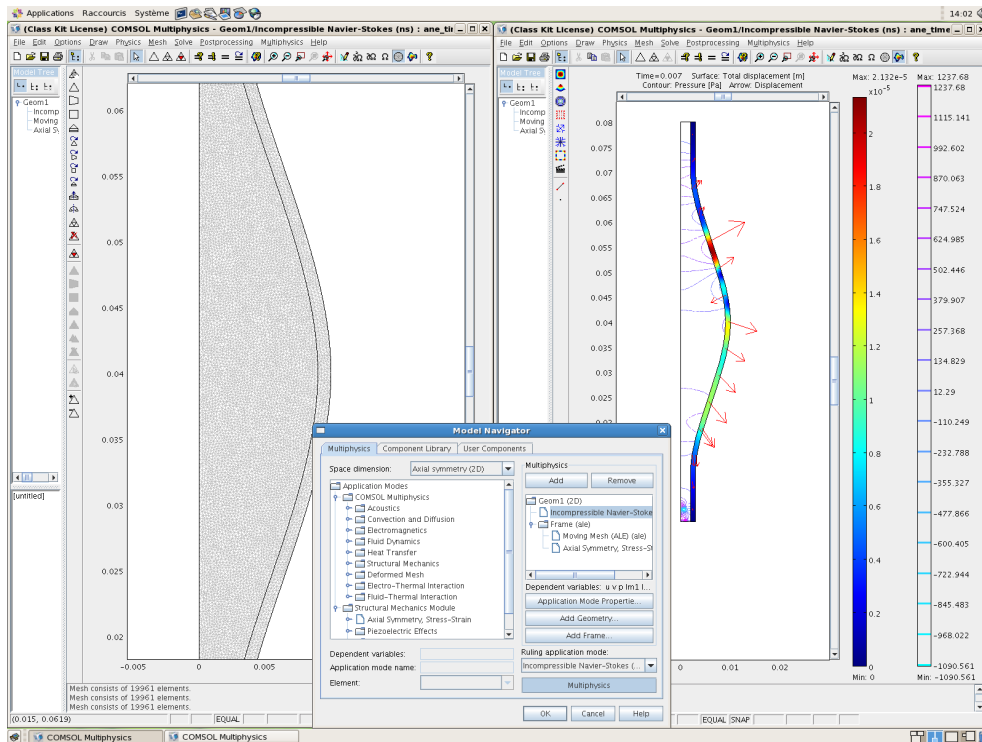 Applications Raccourcis Système 14:02
(Class Kit License) COMSOL Multiphysics - Geom1/Incompressible Navier-Stokes (ns) : ane_tim
File Edit Options Draw Physics Mesh Solve Postprocessing Multiphysics Help
Model Tree
Geom1
Incomp
Moving
Axial Sy
[untitled]
0.06
0.055
0.05
0.045
0.04
0.035
0.03
0.025
0.02
-0.005 0 0.005
Mesh consists of 19961 elements.
Mesh consists of 19961 elements.
Mesh consists of 19961 elements.
(0.015, 0.0619) EQUAL
(Class Kit License) COMSOL Multiphysics - Geom1/Incompressible Navier-Stokes (ns) : ane_time
File Edit Options Draw Physics Mesh Solve Postprocessing Multiphysics Help
Model Tree
Geom1
Incomp
Moving
Axial Sy
Time=0.007 Surface: Total displacement [m]
Contour: Pressure [Pa] Arrow: Displacement
Max: 2.132e-5 Max: 1237.68
x10-5
0.08
0.075
0.07
0.065
0.06
0.055
0.05
0.045
0.04
0.035
0.03
0.025
0.02
0 0.01 0.02
2
1.8
1.6
1.4
1.2
1
0.8
0.6
0.4
0.2
0
Min: 0
1237.68
1115.141
992.602
870.063
747.524
624.985
502.446
379.907
257.368
134.829
12.29
-110.249
-232.788
-355.327
-477.866
-600.405
-722.944
-845.483
-968.022
-1090.561
Min: -1090.561
EQUAL SNAP
Model Navigator
Multiphysics Component Library User Components
Space dimension: Axial symmetry (2D)
Application Modes
COMSOL Multiphysics
Acoustics
Convection and Diffusion
Electromagnetics
Fluid Dynamics
Heat Transfer
Structural Mechanics
Deformed Mesh
Electro-Thermal Interaction
Fluid-Thermal Interaction
Structural Mechanics Module
Axial Symmetry, Stress-Strain
Piezoelectric Effects
Dependent variables:
Application mode name:
Element:
Multiphysics
Add Remove
Geom1 (2D)
Incompressible Navier-Stoke
Frame (ale)
Moving Mesh (ALE) (ale)
Axial Symmetry, Stress-St
Dependent variables: u v p lm1 l...
Application Mode Propertie...
Add Geometry...
Add Frame...
Ruling application mode:
Incompressible Navier-Stokes (...
Multiphysics
OK Cancel Help
COMSOL Multiphysics COMSOL Multiphysics